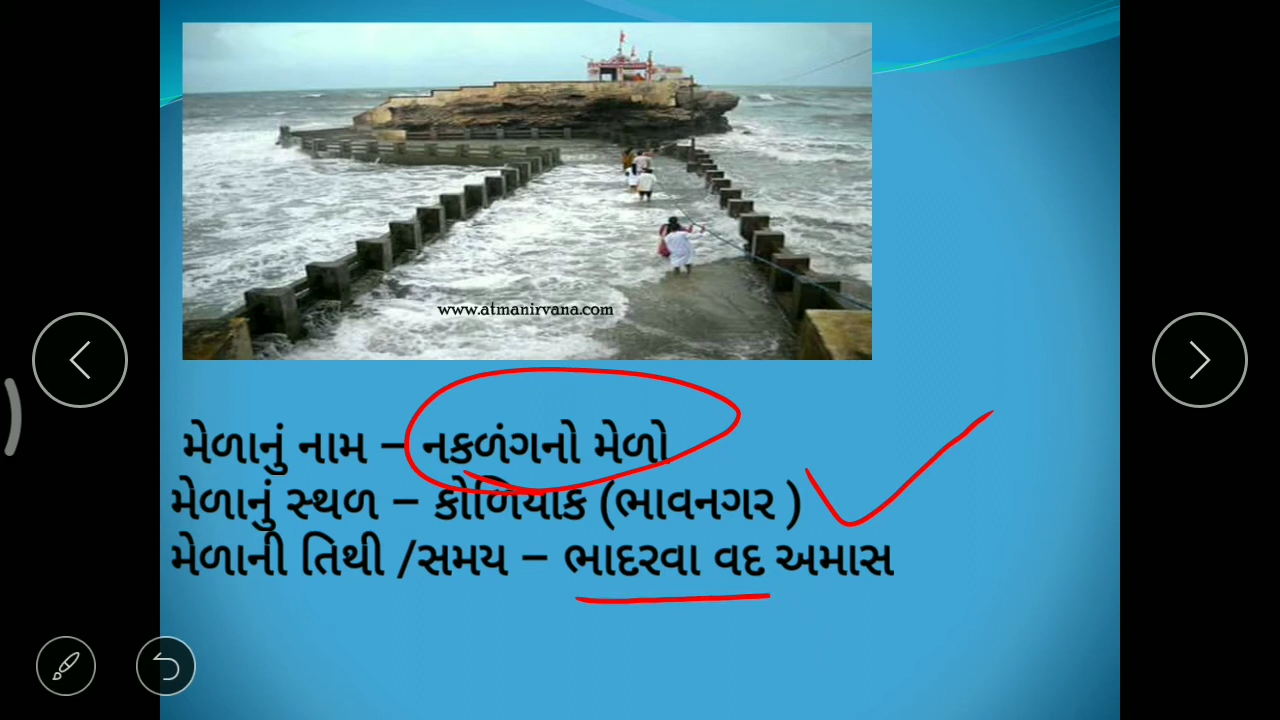 www.atmanirvana.com
મેળાનું નામ – નકળંગનો મેળો
મેળાનું સ્થળ – કોળિયાક (ભાવનગર )
મેળાની તિથી /સમય – ભાદરવા વદ અમાસ